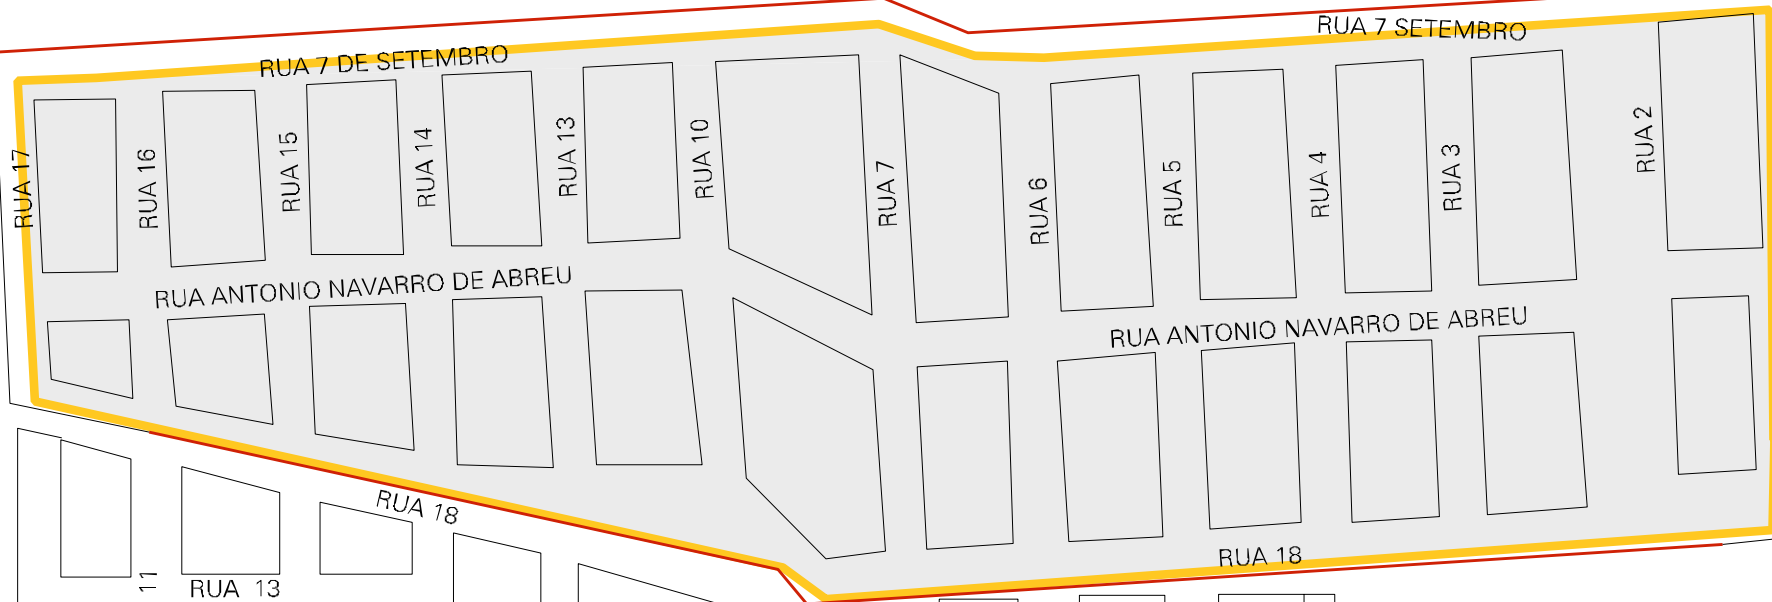 RUA 7 SETEMBRO
RUA 7 DE SETEMBRO
RUA 17
RUA 16
RUA 15
RUA 14
RUA 13
RUA 10
RUA 7
RUA 6
RUA 5
RUA 4
RUA 3
RUA 2
RUA ANTONIO NAVARRO DE ABREU
RUA ANTONIO NAVARRO DE ABREU
RUA 18
RUA 18
11
RUA 13